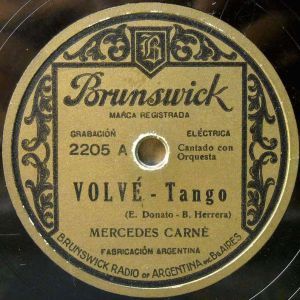 B
Brunswick
MARCA REGISTRADA
GRABACIÓN ELÉCTRICA
2205 A Cantado con
Orquesta
VOLVÉ - Tango
(E. Donato - B. Herrera)
MERCEDES CARNÉ
FABRICACIÓN ARGENTINA
BRUNSWICK RADIO OF ARGENTINA INC. Bs AIRES